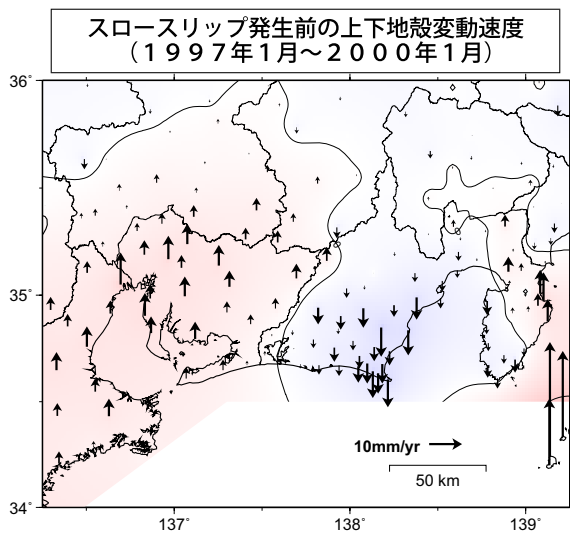 スロースリップ発生前の上下地殻変動速度
（１９９７年１月〜２０００年１月）
36˚
35˚
10mm/yr
50 km
34˚
137˚ 138˚ 139˚